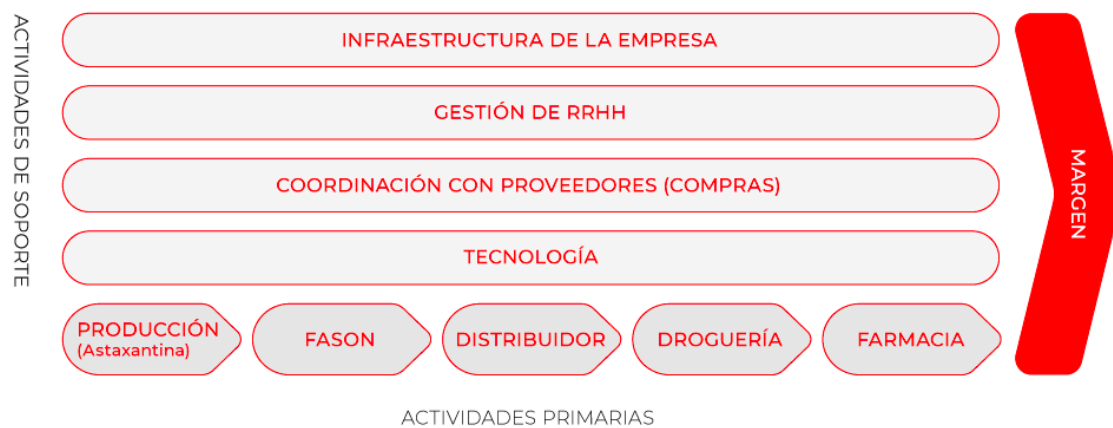 ACTIVIDADES DE SOPORTE
INFRAESTRUCTURA DE LA EMPRESA
GESTIÓN DE RRHH
COORDINACIÓN CON PROVEEDORES (COMPRAS)
TECNOLOGÍA
PRODUCCIÓN
(Astaxantina)
FASON
DISTRIBUIDOR
DROGUERÍA
FARMACIA
MARGEN
ACTIVIDADES PRIMARIAS